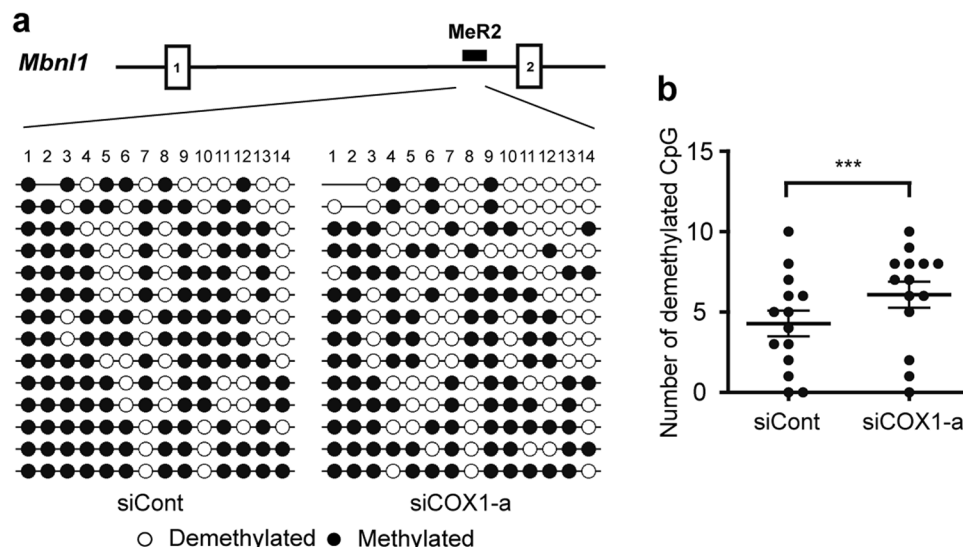 a
MeR2
Mbnl1
1
2
1 2 3 4 5 6 7 8 9 10 11 12 13 14
1 2 3 4 5 6 7 8 9 10 11 12 13 14
siCont
siCOX1-a
Demethylated
Methylated
b
Number of demethylated CpG
15
10
5
0
***
siCont
siCOX1-a